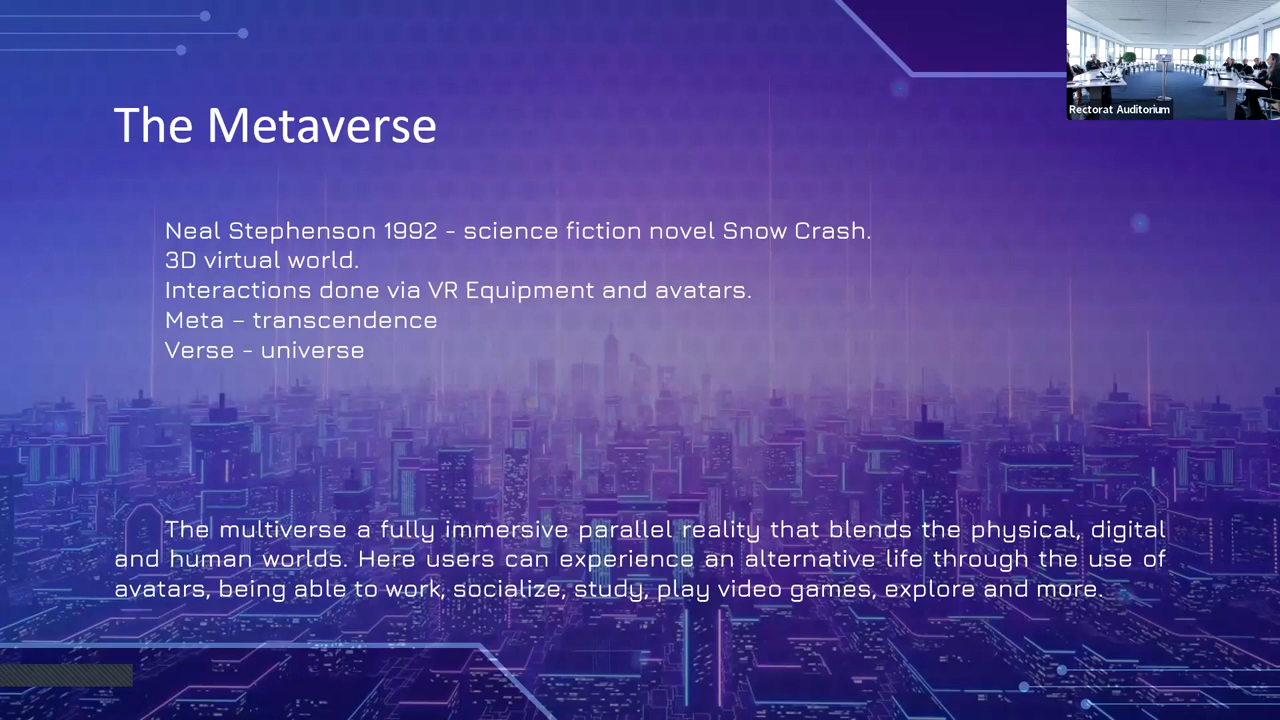 Rectorat Auditorium
The Metaverse
Neal Stephenson 1992 - science fiction novel Snow Crash.
3D virtual world.
Interactions done via VR Equipment and avatars.
Meta – transcendence
Verse - universe
The multiverse a fully immersive parallel reality that blends the physical, digital
and human worlds. Here users can experience an alternative life through the use of
avatars, being able to work, socialize, study, play video games, explore and more.